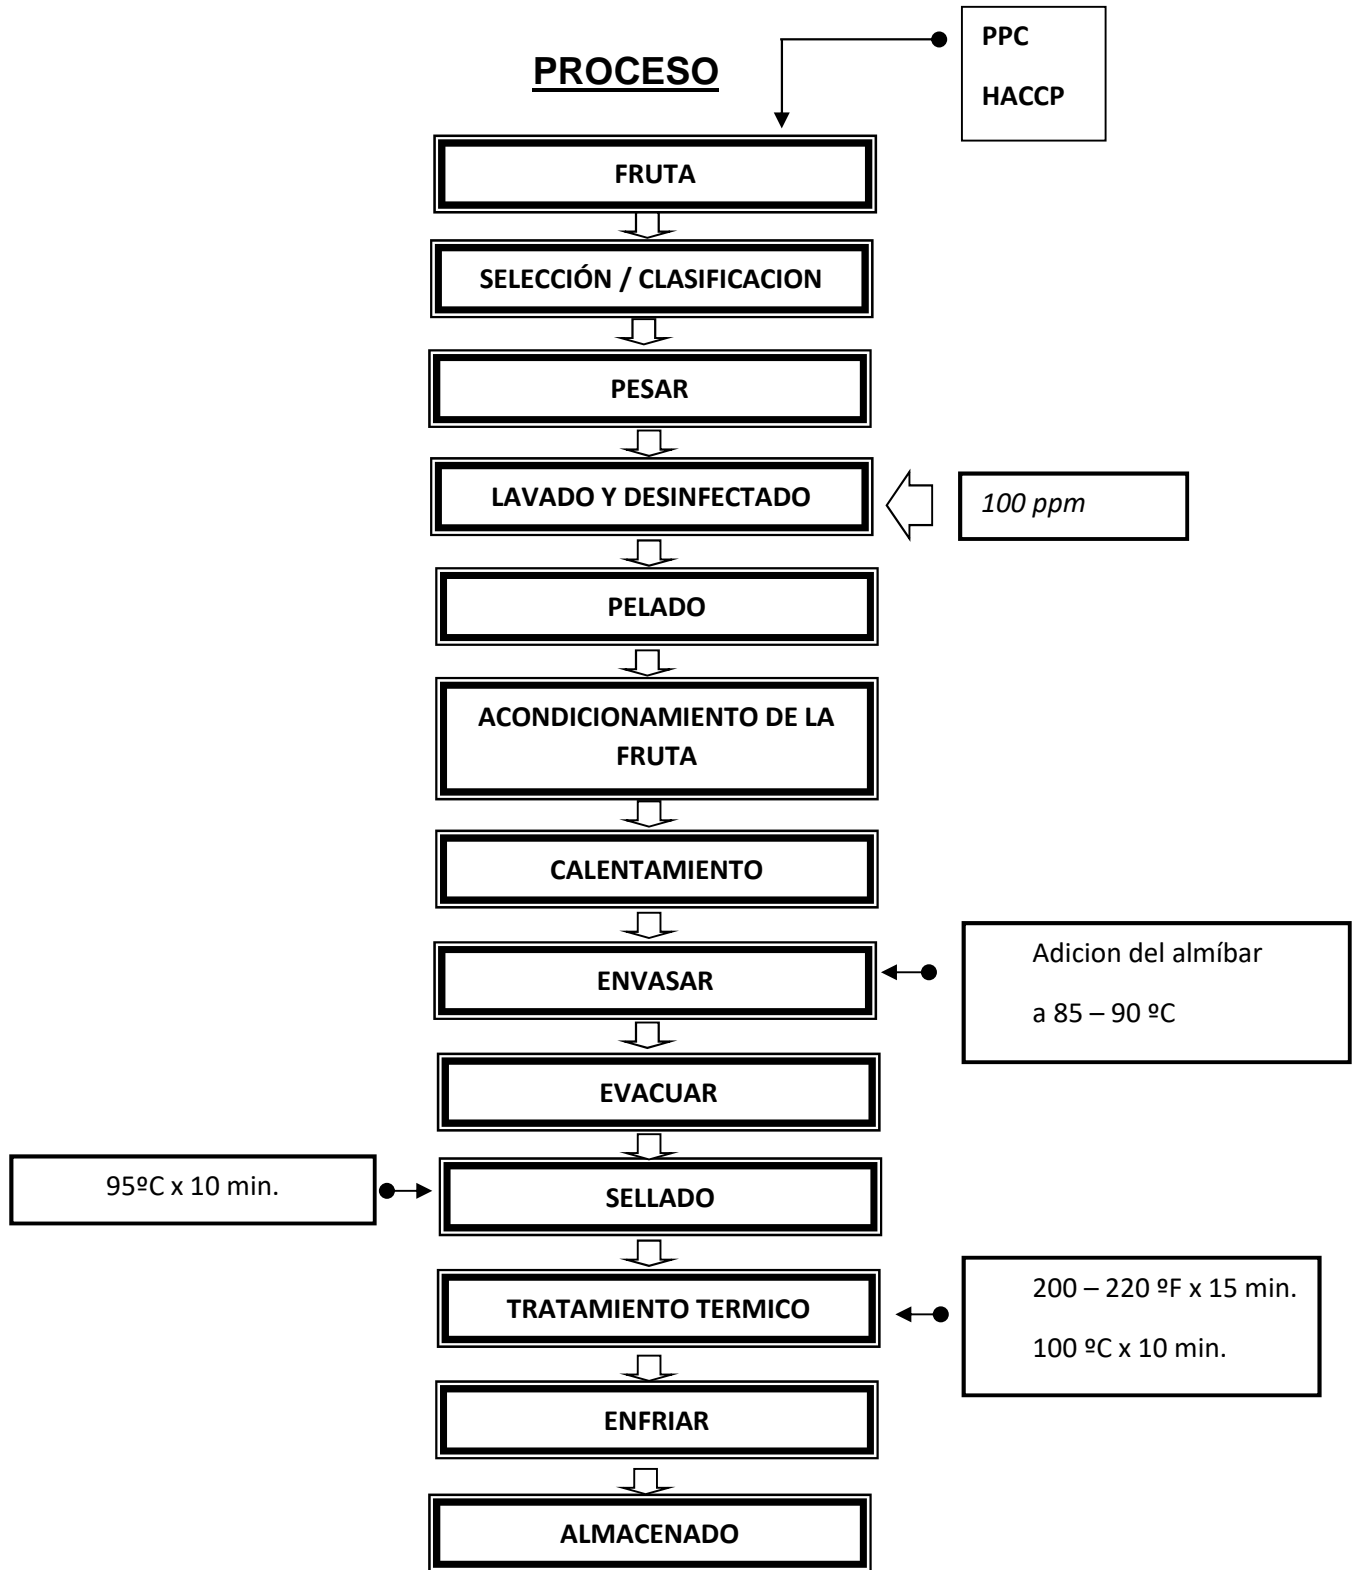 PPC
HACCP
PROCESO
FRUTA
SELECCIÓN / CLASIFICACION
PESAR
LAVADO Y DESINFECTADO
100 ppm
PELADO
ACONDICIONAMIENTO DE LA
FRUTA
CALENTAMIENTO
ENVASAR
Adicion del almíbar
a 85 – 90 ºC
EVACUAR
95ºC x 10 min.
SELLADO
TRATAMIENTO TERMICO
200 – 220 ºF x 15 min.
100 ºC x 10 min.
ENFRIAR
ALMACENADO